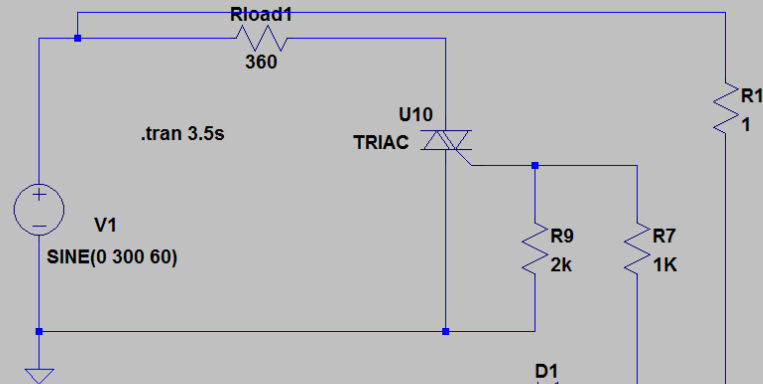 Rload1
360
.tran 3.5s
U10
TRIAC
R1
1
V1
SINE(0 300 60)
R9
2k
R7
1K
D1